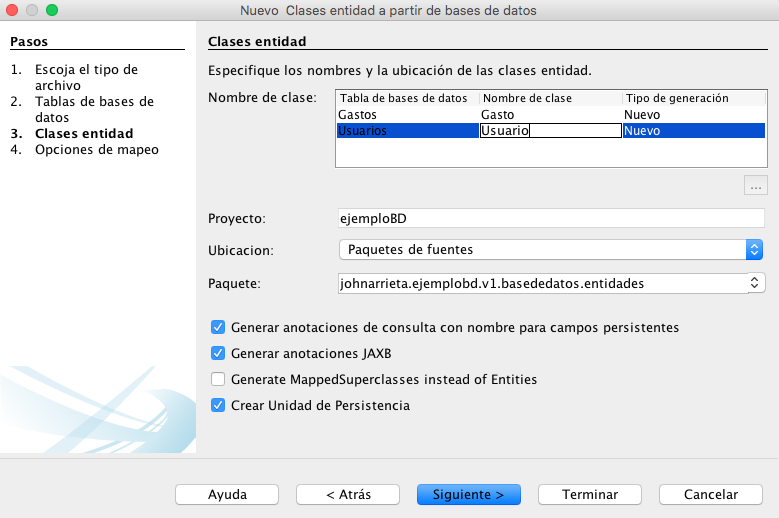 Nuevo Clases entidad a partir de bases de datos
Pasos
1. Escoja el tipo de
archivo
2. Tablas de bases de
datos
3. Clases entidad
4. Opciones de mapeo
Clases entidad
Especifique los nombres y la ubicación de las clases entidad.
Nombre de clase:
Tabla de bases de datos Nombre de clase Tipo de generación
Gastos Gasto Nuevo
Usuarios Usuario Nuevo
...
Proyecto: ejemploBD
Ubicacion: Paquetes de fuentes
Paquete: johnarrieta.ejemplobd.v1.basededatos.entidades
Generar anotaciones de consulta con nombre para campos persistentes
Generar anotaciones JAXB
Generate MappedSuperclasses instead of Entities
Crear Unidad de Persistencia
Ayuda < Atrás Siguiente > Terminar Cancelar